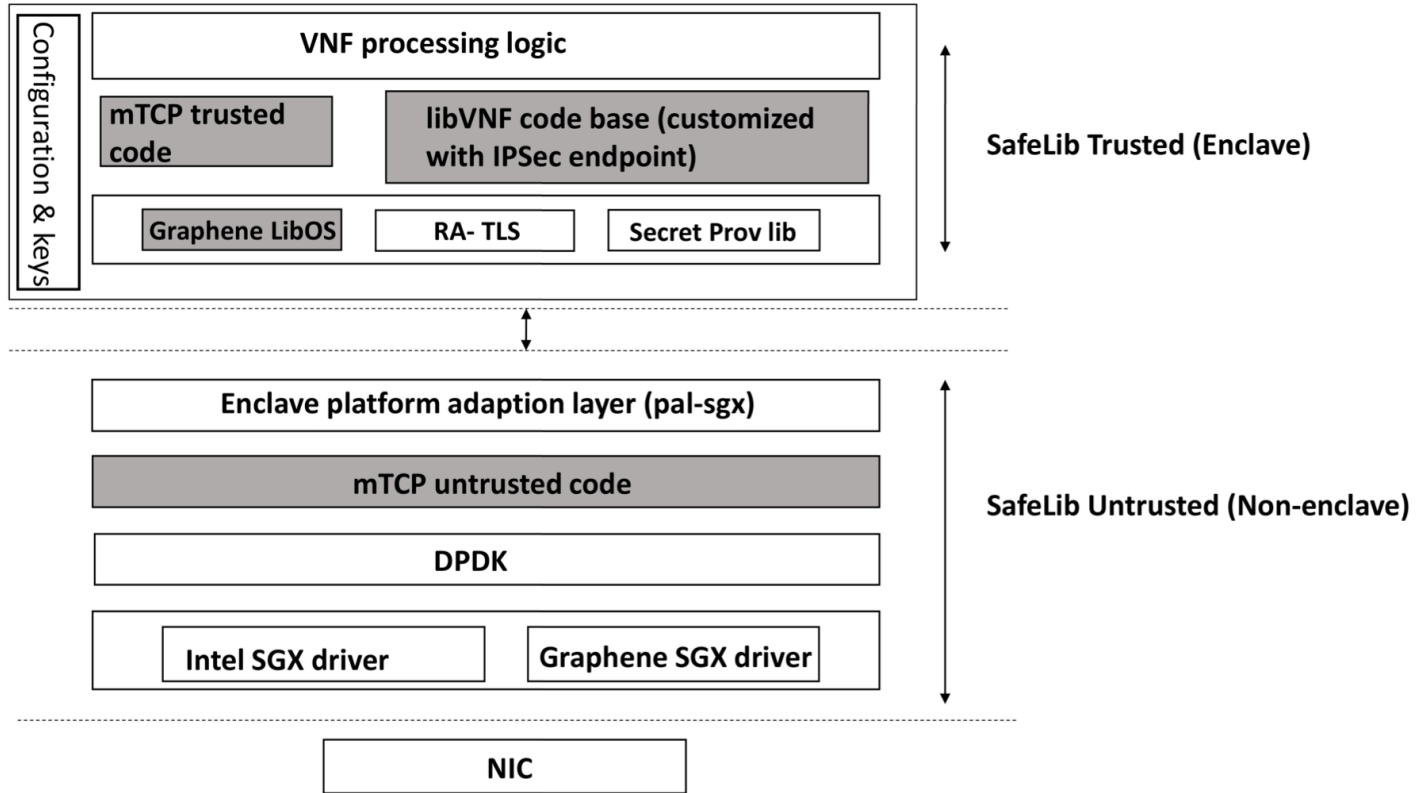 Configuration & keys
VNF processing logic
mTCP trusted
code
libVNF code base (customized
with IPSec endpoint)
SafeLib Trusted (Enclave)
Graphene LibOS
RA- TLS
Secret Prov lib
Enclave platform adaption layer (pal-sgx)
mTCP untrusted code
SafeLib Untrusted (Non-enclave)
DPDK
Intel SGX driver
Graphene SGX driver
NIC